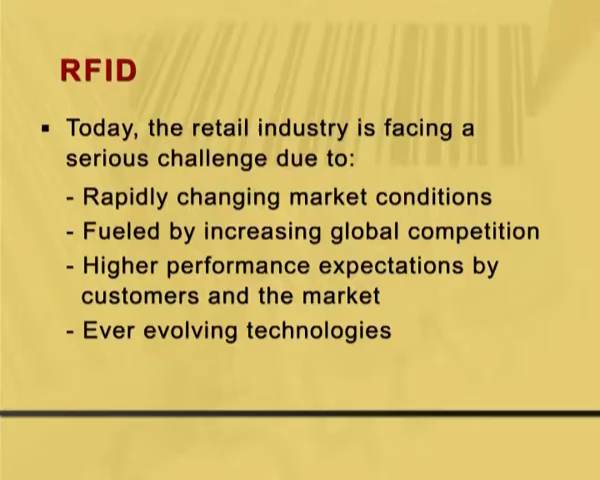 RFID
▪ Today, the retail industry is facing a
serious challenge due to:
- Rapidly changing market conditions
- Fueled by increasing global competition
- Higher performance expectations by
customers and the market
- Ever evolving technologies